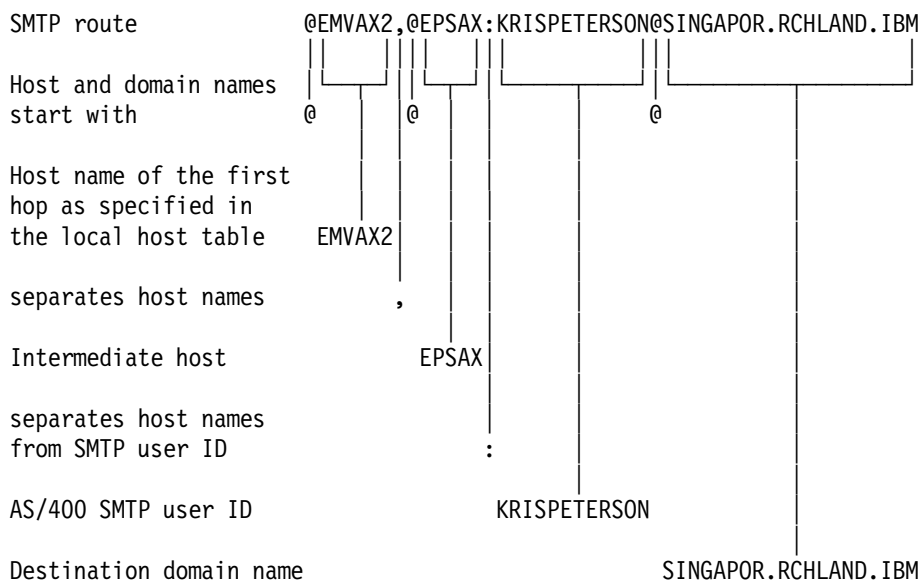 SMTP route @EMVAX2,@EPSAX:KRISPETERSON@SINGAPOR.RCHLAND.IBM
Host and domain names
start with @ @ @
Host name of the first
hop as specified in
the local host table EMVAX2
separates host names ,
Intermediate host EPSAX
separates host names
from SMTP user ID :
AS/400 SMTP user ID KRISPETERSON
Destination domain name SINGAPOR.RCHLAND.IBM